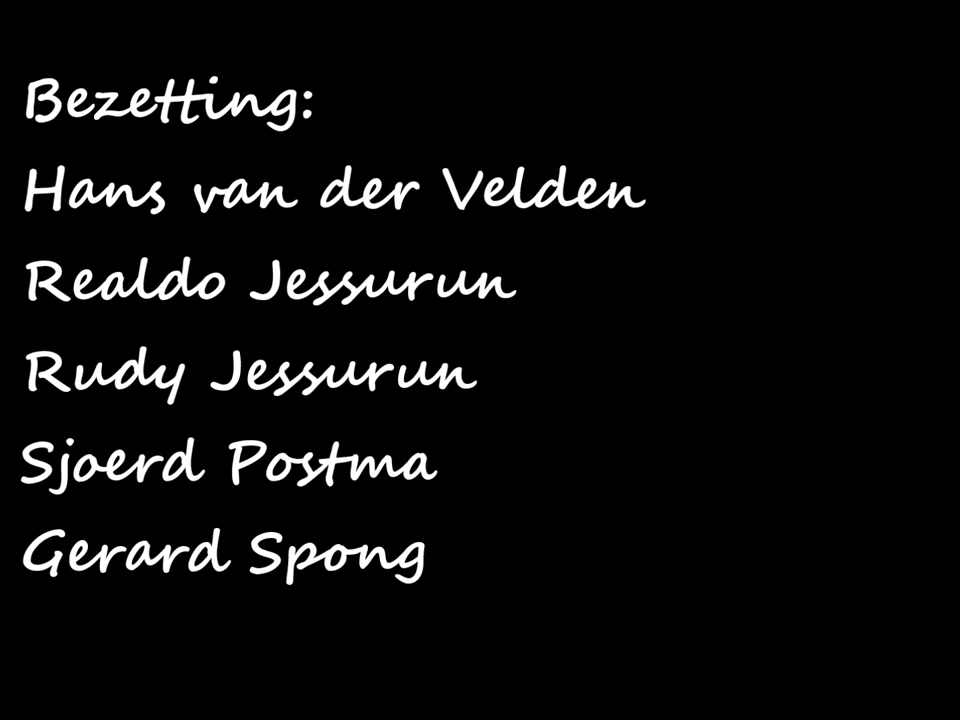 Bezetting:
Hans van der Velden
Realdo Jessurun
Rudy Jessurun
Sjoerd Postma
Gerard Spong